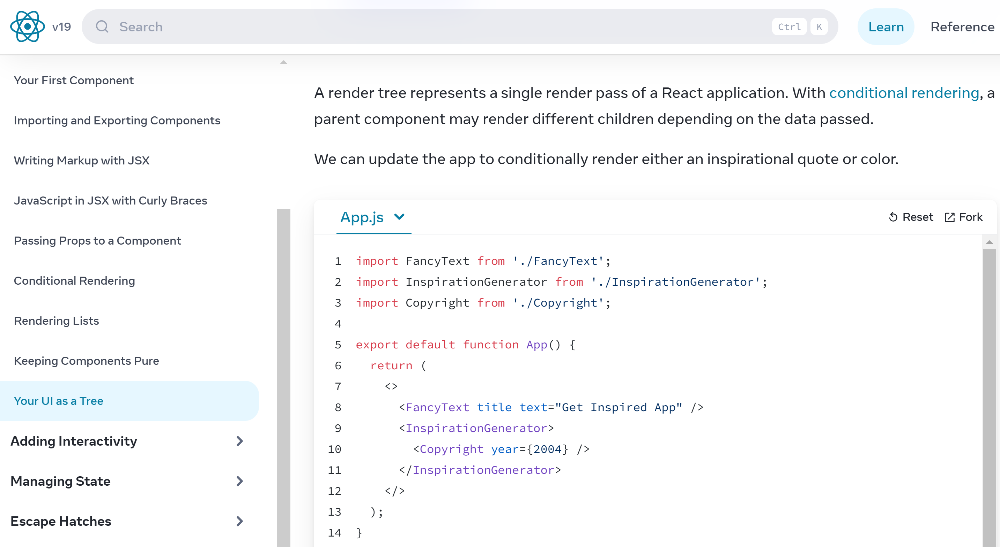 v19
Search
Ctrl K
Learn
Reference
Your First Component
Importing and Exporting Components
Writing Markup with JSX
JavaScript in JSX with Curly Braces
Passing Props to a Component
Conditional Rendering
Rendering Lists
Keeping Components Pure
Your UI as a Tree
Adding Interactivity
Managing State
Escape Hatches
A render tree represents a single render pass of a React application. With conditional rendering, a
parent component may render different children depending on the data passed.
We can update the app to conditionally render either an inspirational quote or color.
App.js
Reset
Fork
1 import FancyText from './FancyText';
2 import InspirationGenerator from './InspirationGenerator';
3 import Copyright from './Copyright';
4
5 export default function App() {
6   return (
7     <>
8       <FancyText title text="Get Inspired App" />
9       <InspirationGenerator>
10         <Copyright year={2004} />
11       </InspirationGenerator>
12     </>
13   );
14 }